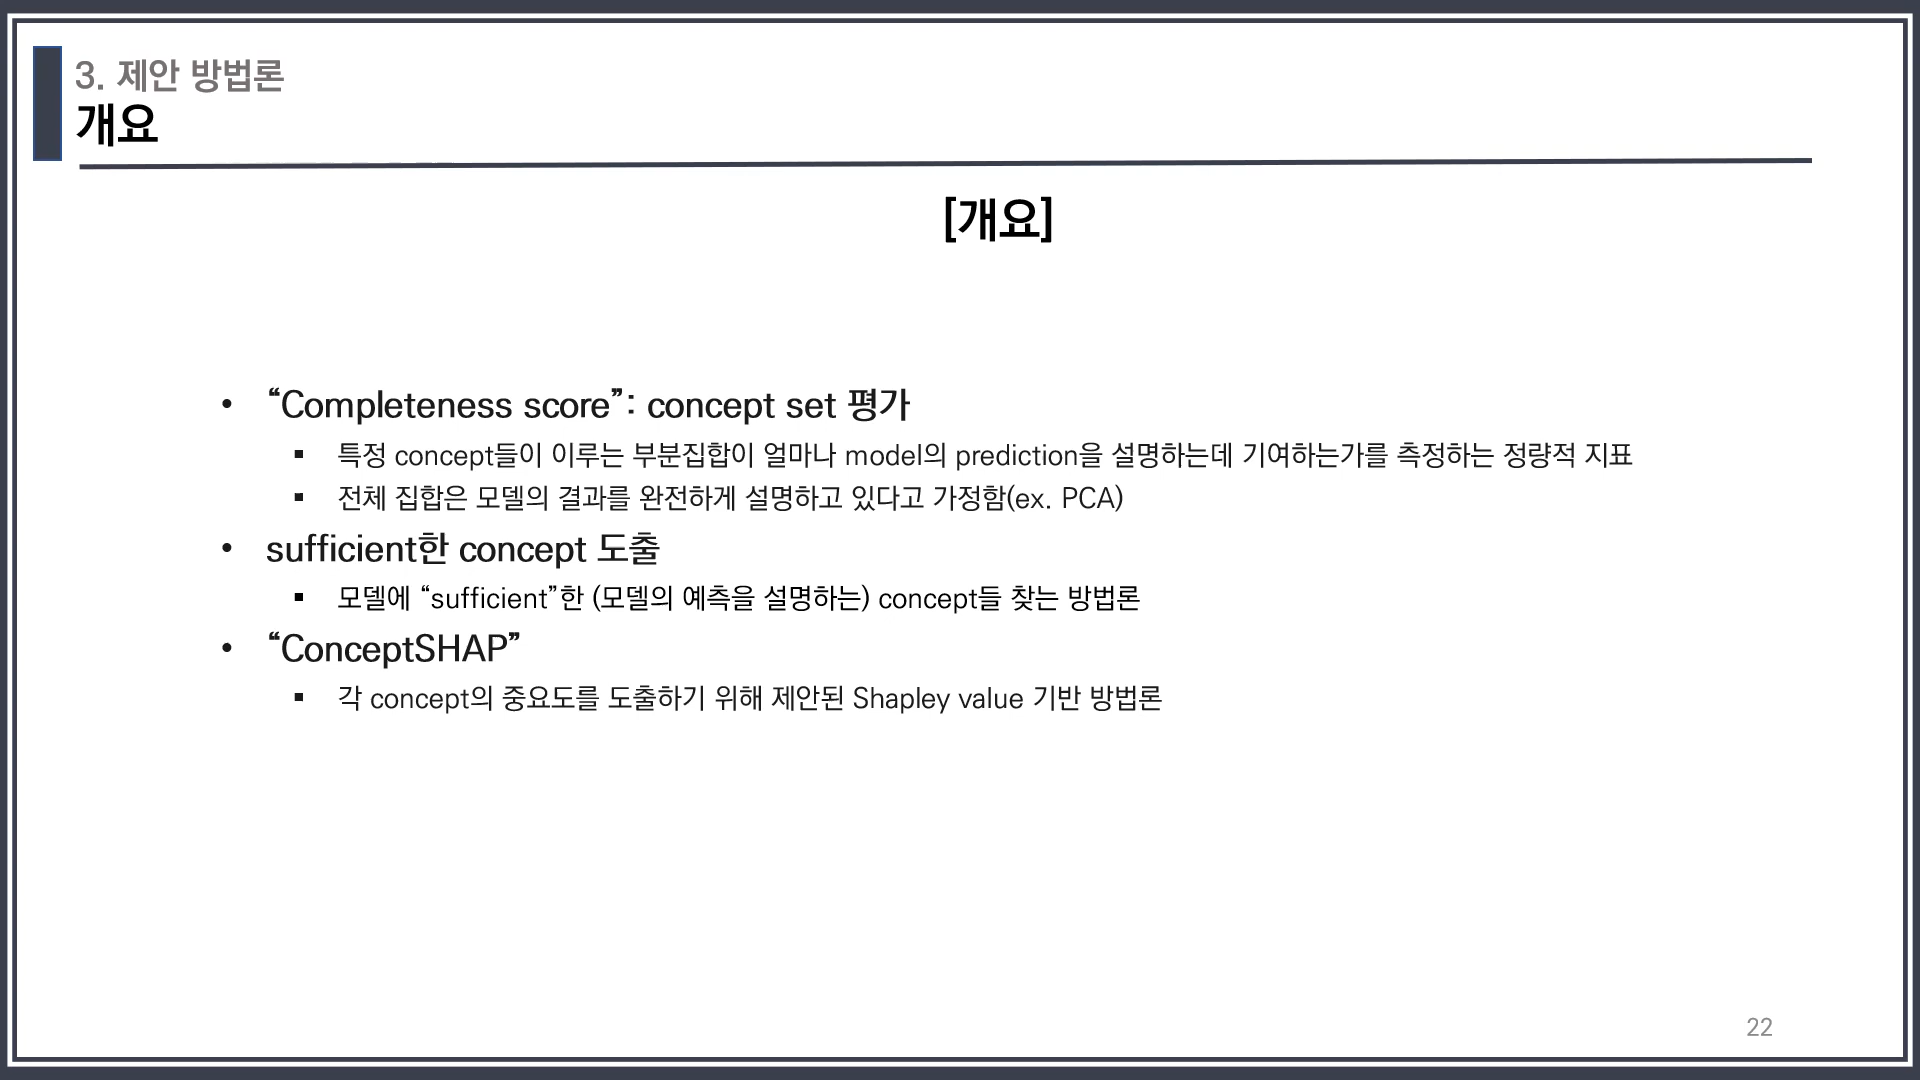 3. 제안 방법론
개요
[개요]
• “Completeness score”: concept set 평가
▪ 특정 concept들이 이루는 부분집합이 얼마나 model의 prediction을 설명하는데 기여하는가를 측정하는 정량적 지표
▪ 전체 집합은 모델의 결과를 완전하게 설명하고 있다고 가정함(ex. PCA)
• sufficient한 concept 도출
▪ 모델에 “sufficient”한 (모델의 예측을 설명하는) concept들 찾는 방법론
• “ConceptSHAP”
▪ 각 concept의 중요도를 도출하기 위해 제안된 Shapley value 기반 방법론
22